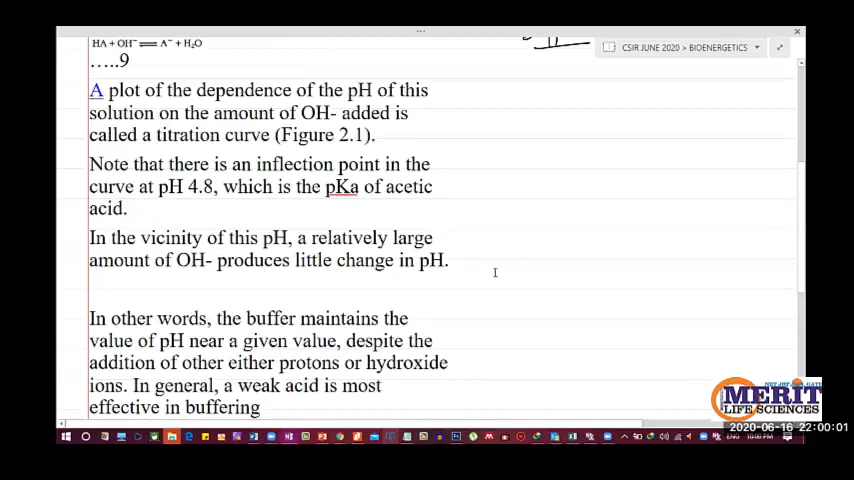 HA + OH⁻ ⇌ A⁻ + H₂O
…..9
CSIR JUNE 2020 > BIOENERGETICS
A plot of the dependence of the pH of this
solution on the amount of OH- added is
called a titration curve (Figure 2.1).
Note that there is an inflection point in the
curve at pH 4.8, which is the pKa of acetic
acid.
In the vicinity of this pH, a relatively large
amount of OH- produces little change in pH.
In other words, the buffer maintains the
value of pH near a given value, despite the
addition of other either protons or hydroxide
ions. In general, a weak acid is most
effective in buffering
MERIT
LIFE SCIENCES
2020-06-16 22:00:01
ENG
10:00 PM